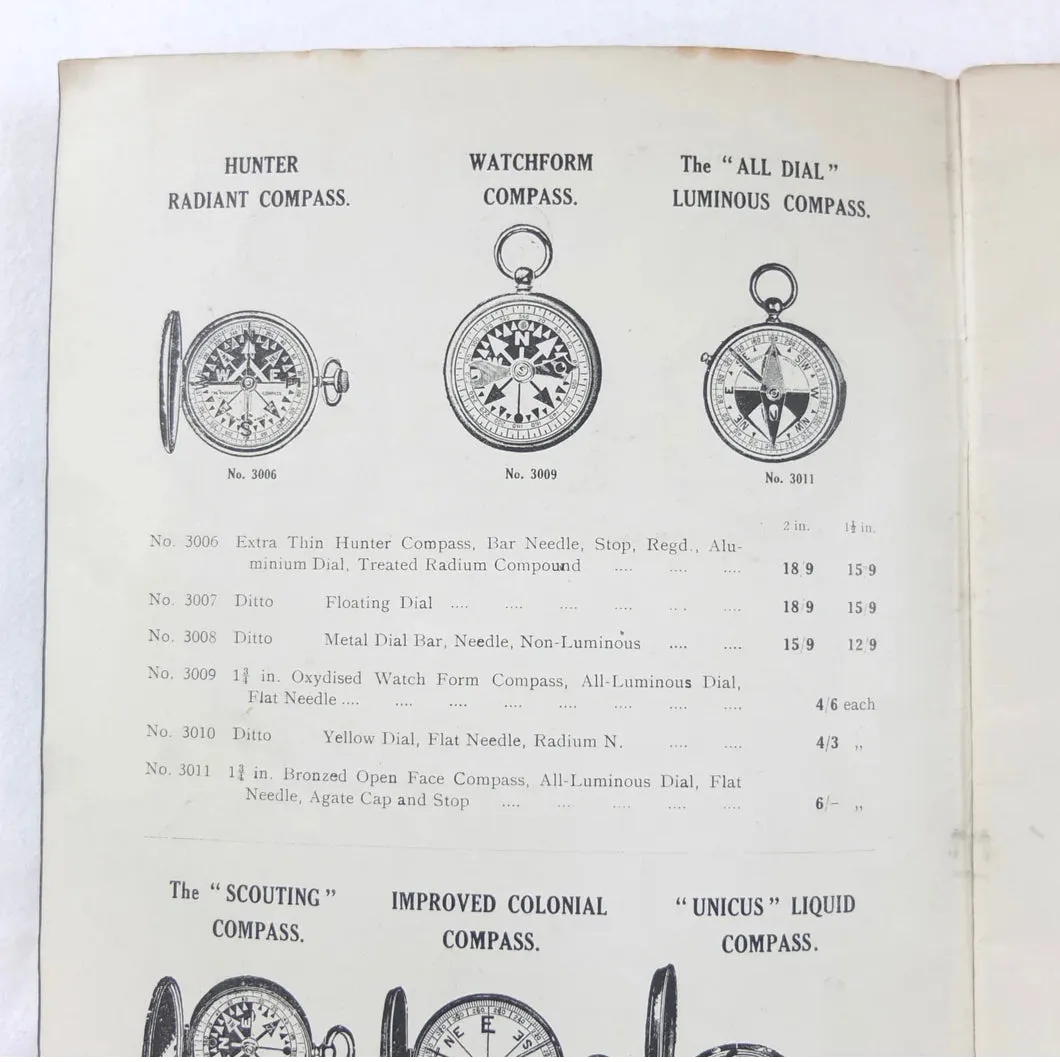 HUNTER
RADIANT COMPASS.
WATCHFORM
COMPASS.
The “ALL DIAL”
LUMINOUS COMPASS.
No. 3006
No. 3009
No. 3011
2 in. 1½ in.
No. 3006 Extra Thin Hunter Compass, Bar Needle, Stop, Regd., Alu-
minium Dial, Treated Radium Compound .... .... .... 18/9 15/9
No. 3007 Ditto Floating Dial .... .... .... .... .... .... 18/9 15/9
No. 3008 Ditto Metal Dial Bar, Needle, Non-Luminous .... .... 15/9 12/9
No. 3009 1¾ in. Oxydised Watch Form Compass, All-Luminous Dial,
Flat Needle .... .... .... .... .... .... .... .... 4/6 each
No. 3010 Ditto Yellow Dial, Flat Needle, Radium N. .... .... 4/3 „
No. 3011 1¾ in. Bronzed Open Face Compass, All-Luminous Dial, Flat
Needle, Agate Cap and Stop .... .... .... .... .... 6/- „
The “SCOUTING”
COMPASS.
IMPROVED COLONIAL
COMPASS.
“UNICUS” LIQUID
COMPASS.